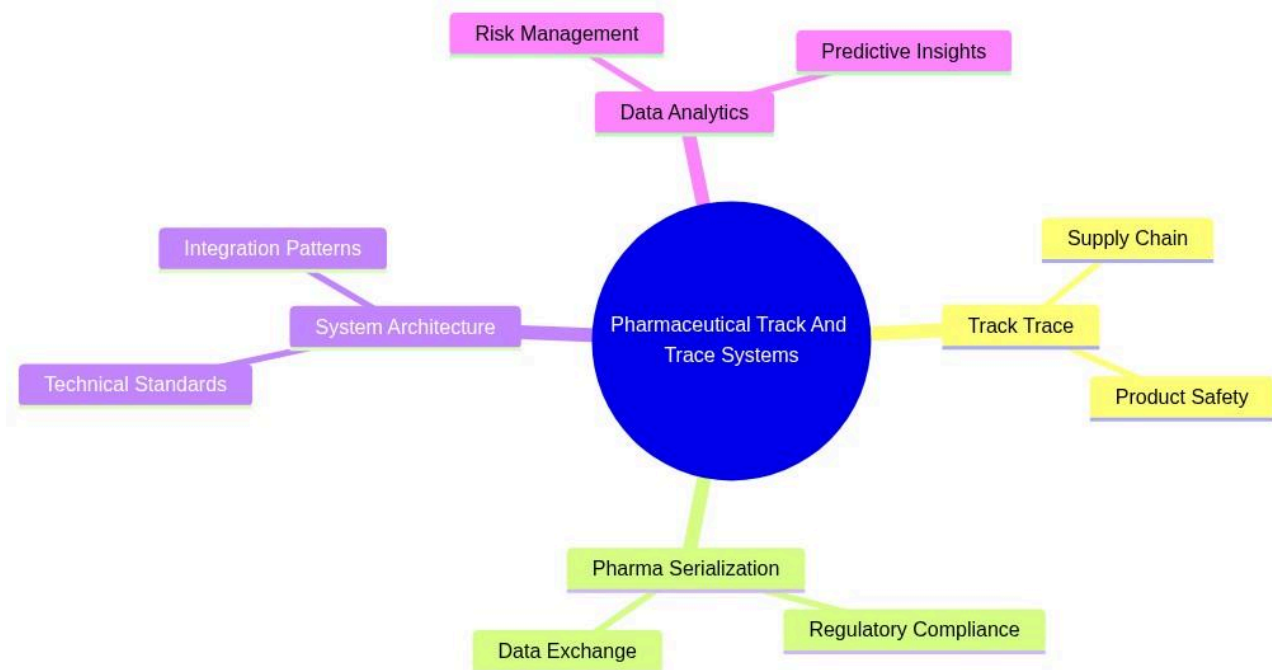 Risk Management
Predictive Insights
Data Analytics
Integration Patterns
System Architecture
Technical Standards
Pharmaceutical Track And
Trace Systems
Supply Chain
Track Trace
Product Safety
Pharma Serialization
Regulatory Compliance
Data Exchange